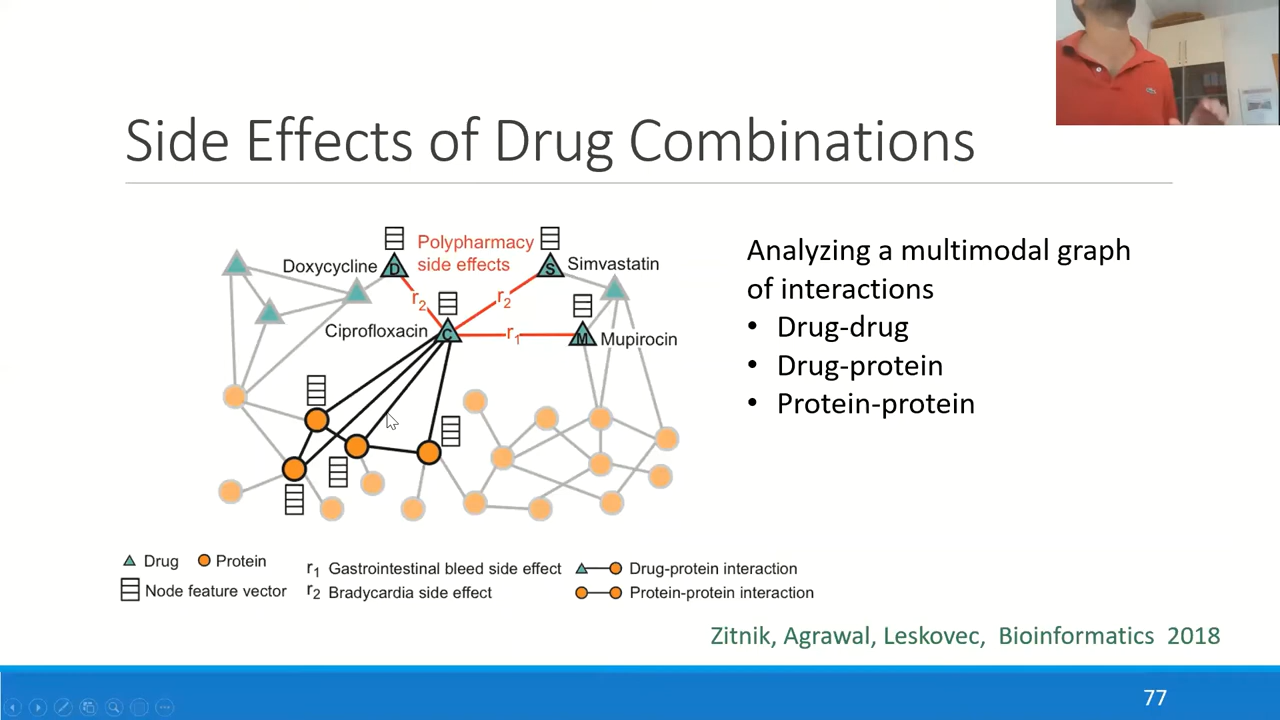 Side Effects of Drug Combinations
Polypharmacy
side effects
Doxycycline
D
S
Simvastatin
r2
r2
Ciprofloxacin
C
r1
M
Mupirocin
Analyzing a multimodal graph
of interactions
• Drug-drug
• Drug-protein
• Protein-protein
Drug
Protein
Node feature vector
r1 Gastrointestinal bleed side effect
r2 Bradycardia side effect
Drug-protein interaction
Protein-protein interaction
Zitnik, Agrawal, Leskovec, Bioinformatics 2018
77